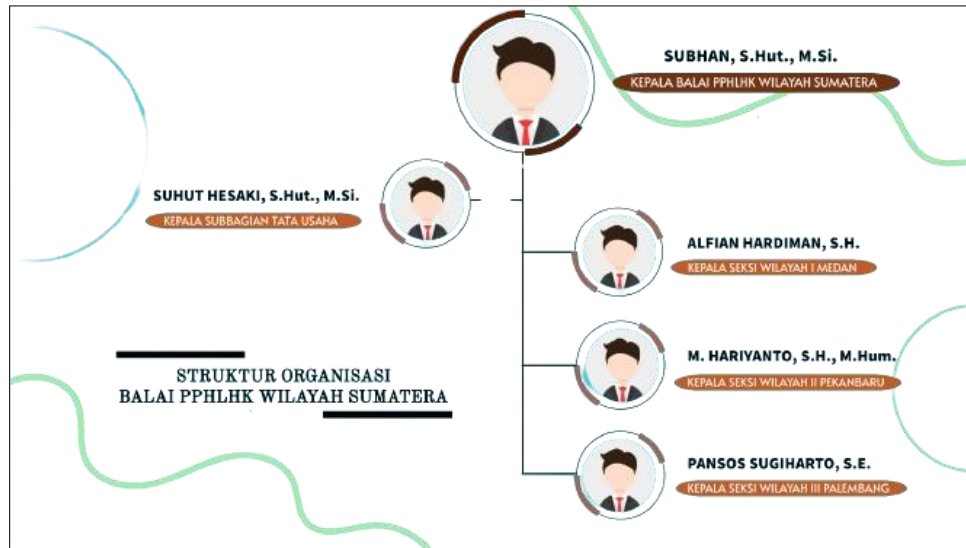 SUBHAN, S.Hut., M.Si.
KEPALA BALAI PPHLHK WILAYAH SUMATERA
SUHUT HESAKI, S.Hut., M.Si.
KEPALA SUBBAGIAN TATA USAHA
ALFIAN HARDIMAN, S.H.
KEPALA SEKSI WILAYAH I MEDAN
M. HARIYANTO, S.H., M.Hum.
KEPALA SEKSI WILAYAH II PEKANBARU
STRUKTUR ORGANISASI
BALAI PPHLHK WILAYAH SUMATERA
PANSOS SUGIHARTO, S.E.
KEPALA SEKSI WILAYAH III PALEMBANG